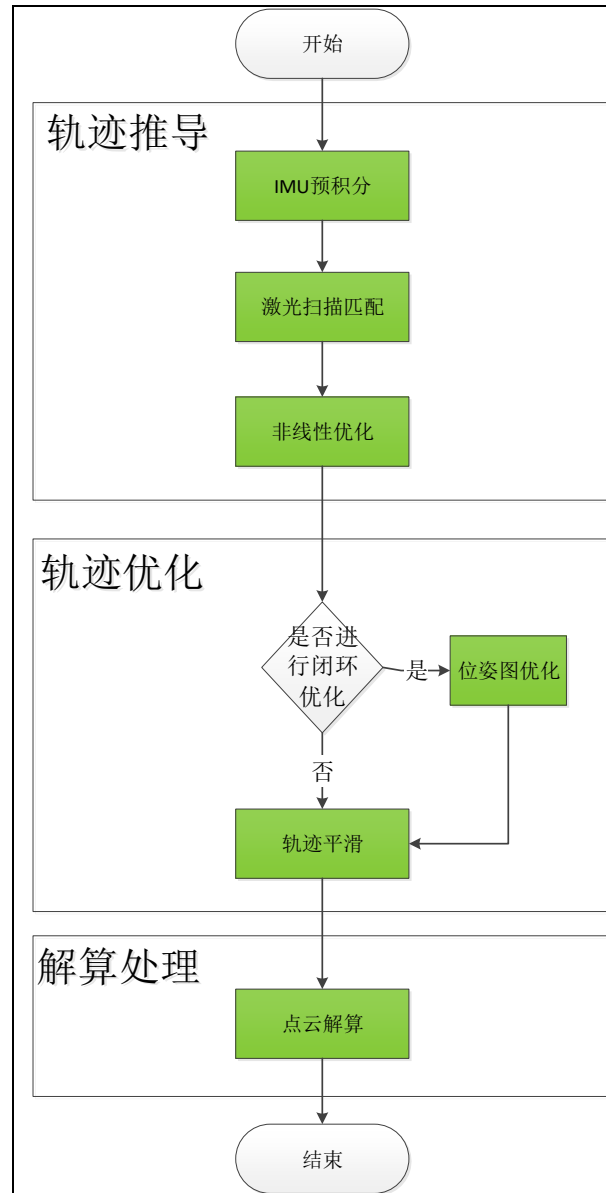 开始
轨迹推导
IMU预积分
激光扫描匹配
非线性优化
轨迹优化
是否进
行闭环
优化
是
位姿图优化
否
轨迹平滑
解算处理
点云解算
结束